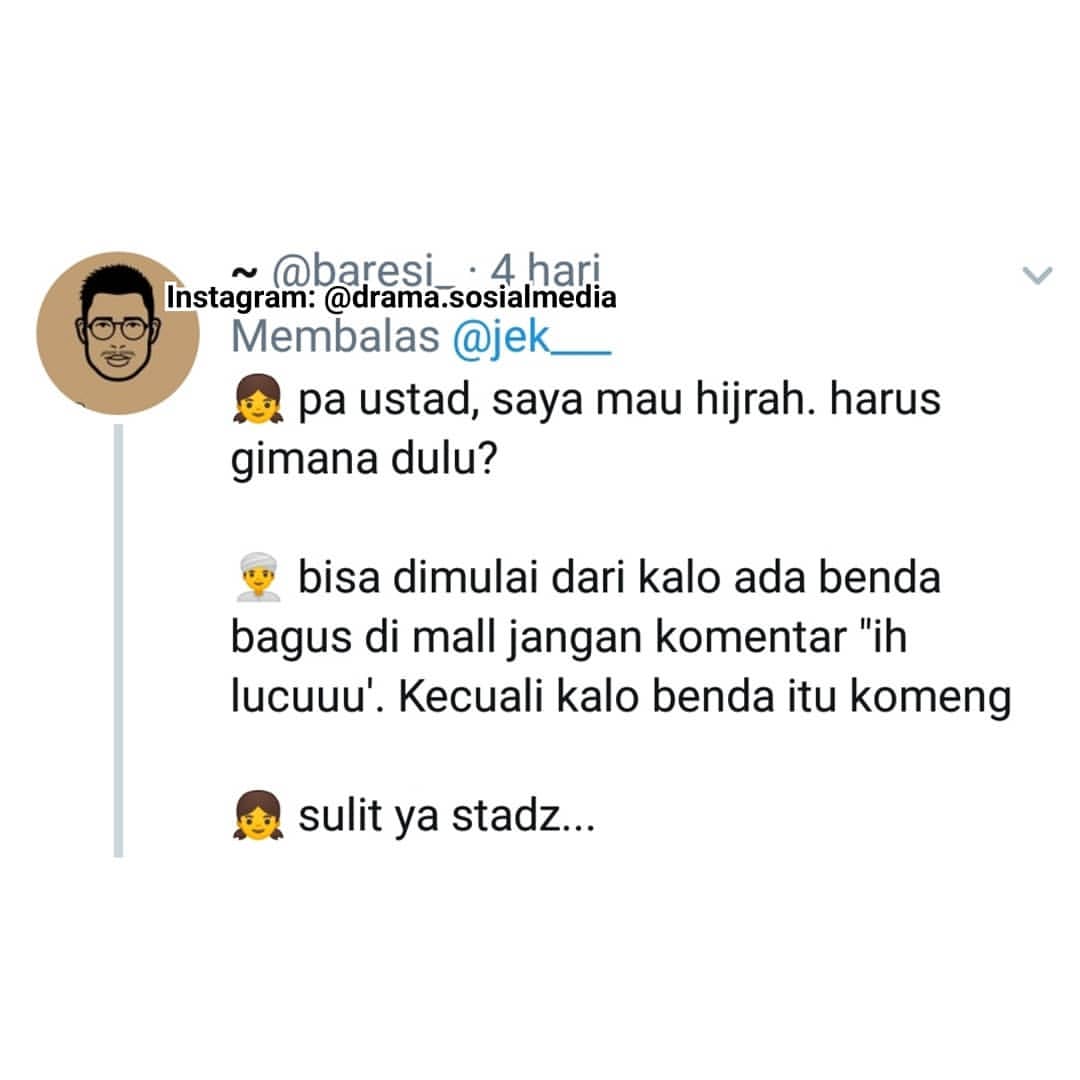 ~ @baresi_ · 4 hari
Instagram: @drama.sosialmedia
Membalas @jek___
👧 pa ustad, saya mau hijrah. harus
gimana dulu?
👳 bisa dimulai dari kalo ada benda
bagus di mall jangan komentar "ih
lucuuu'. Kecuali kalo benda itu komeng
👧 sulit ya stadz...